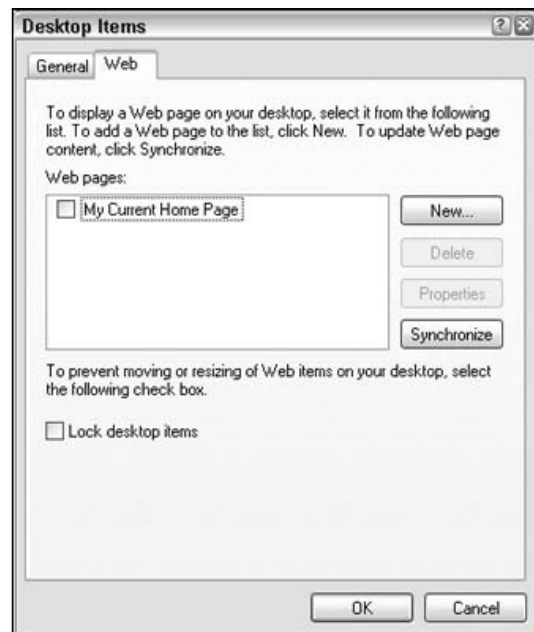 Desktop Items
General Web
To display a Web page on your desktop, select it from the following
list. To add a Web page to the list, click New. To update Web page
content, click Synchronize.
Web pages:
My Current Home Page
New...
Delete
Properties
Synchronize
To prevent moving or resizing of Web items on your desktop, select
the following check box.
Lock desktop items
OK Cancel